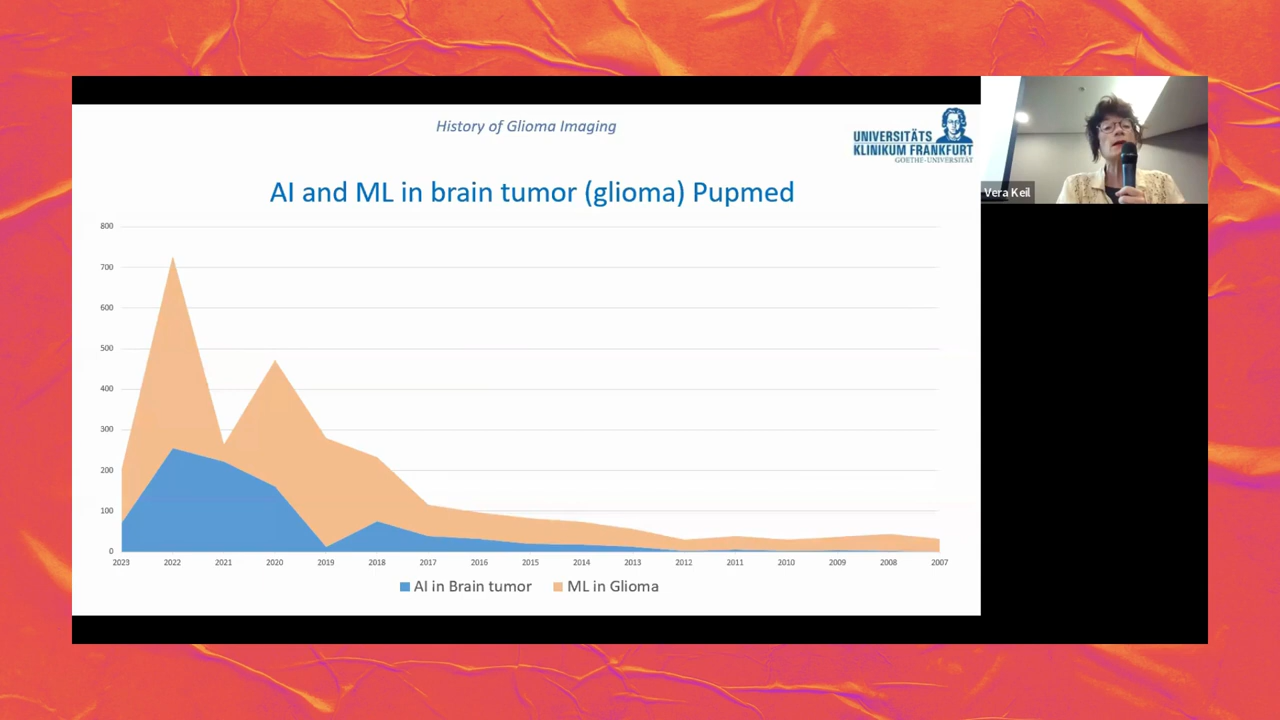 History of Glioma Imaging
UNIVERSITÄTS
KLINIKUM FRANKFURT
GOETHE-UNIVERSITÄT
AI and ML in brain tumor (glioma) Pupmed
800
700
600
500
400
300
200
100
0
2023 2022 2021 2020 2019 2018 2017 2016 2015 2014 2013 2012 2011 2010 2009 2008 2007
AI in Brain tumor ML in Glioma
Vera Keil